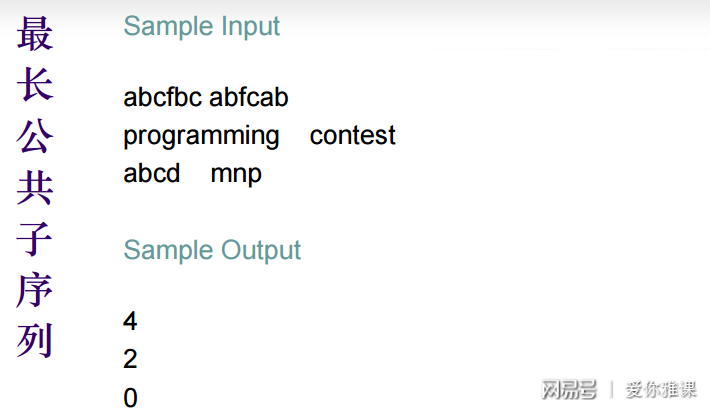 最长公共子序列
Sample Input
abcfbc abfcab
programming contest
abcd mnp
Sample Output
4
2
0
网易号 | 爱你雅课